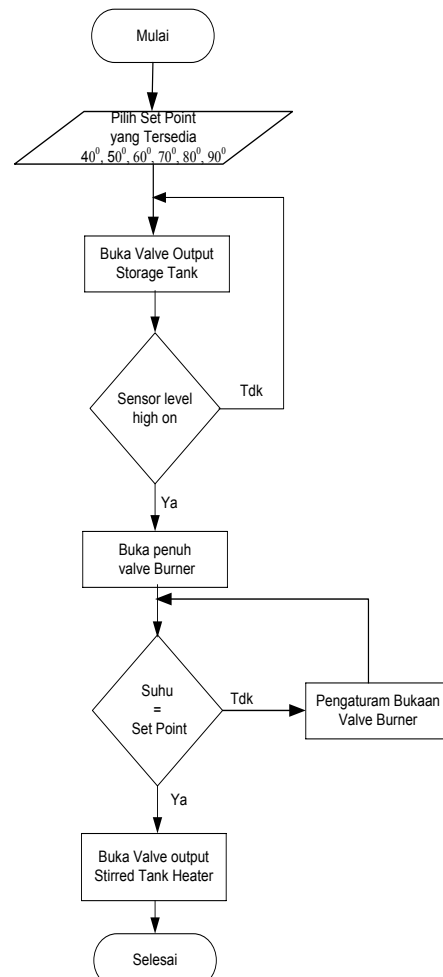 Mulai
Pilih Set Point
yang Tersedia
40⁰, 50⁰, 60⁰, 70⁰, 80⁰, 90⁰
Buka Valve Output
Storage Tank
Sensor level
high on
Tdk
Ya
Buka penuh
valve Burner
Suhu
=
Set Point
Tdk
Pengaturam Bukaan
Valve Burner
Ya
Buka Valve output
Stirred Tank Heater
Selesai